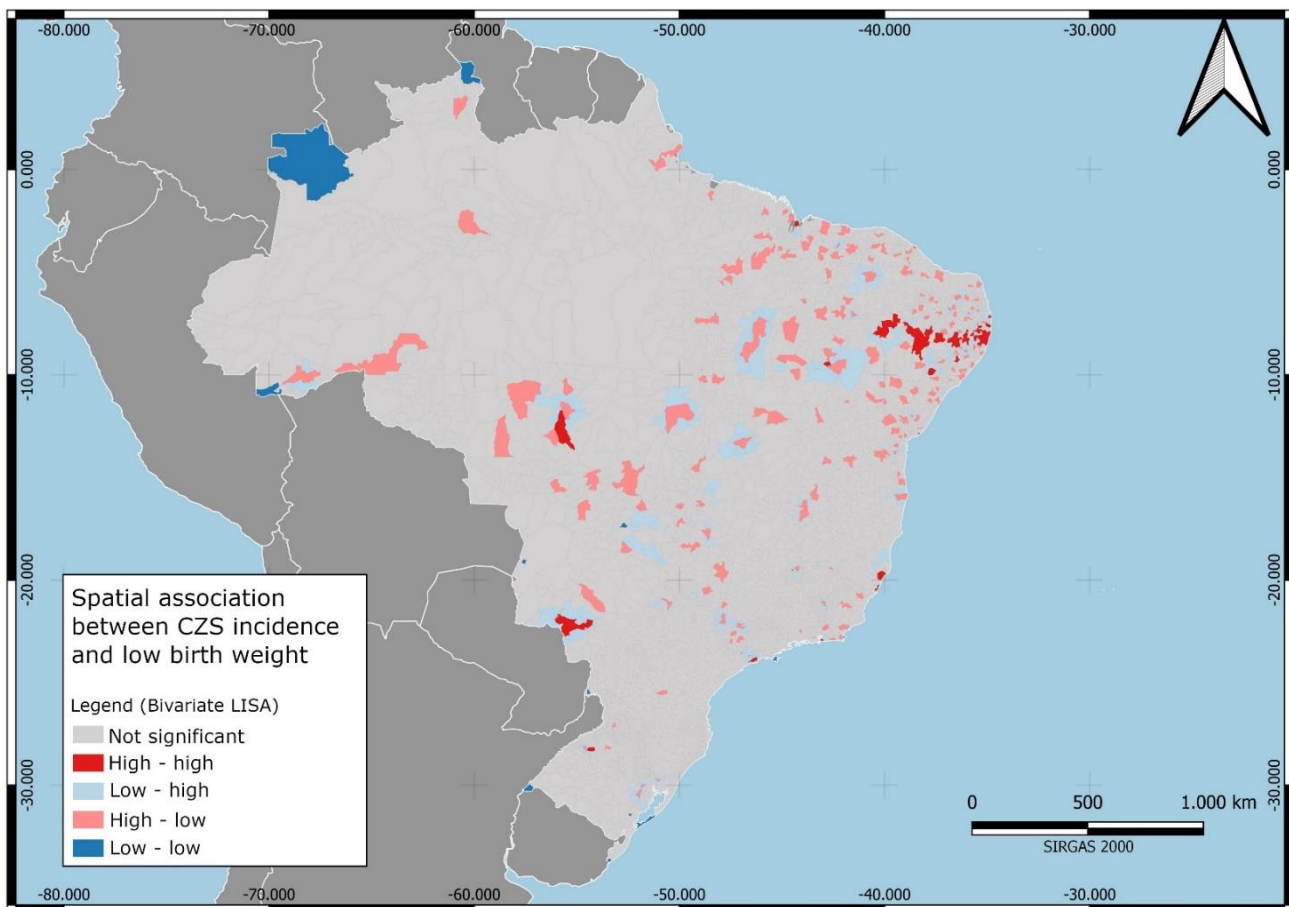 -80.000 -70.000 -60.000 -50.000 -40.000 -30.000
0.000 0.000
-10.000 -10.000
-20.000 -20.000
-30.000 -30.000
Spatial association
between CZS incidence
and low birth weight
Legend (Bivariate LISA)
Not significant
High - high
Low - high
High - low
Low - low
0 500 1.000 km
SIRGAS 2000
-80.000 -70.000 -60.000 -50.000 -40.000 -30.000